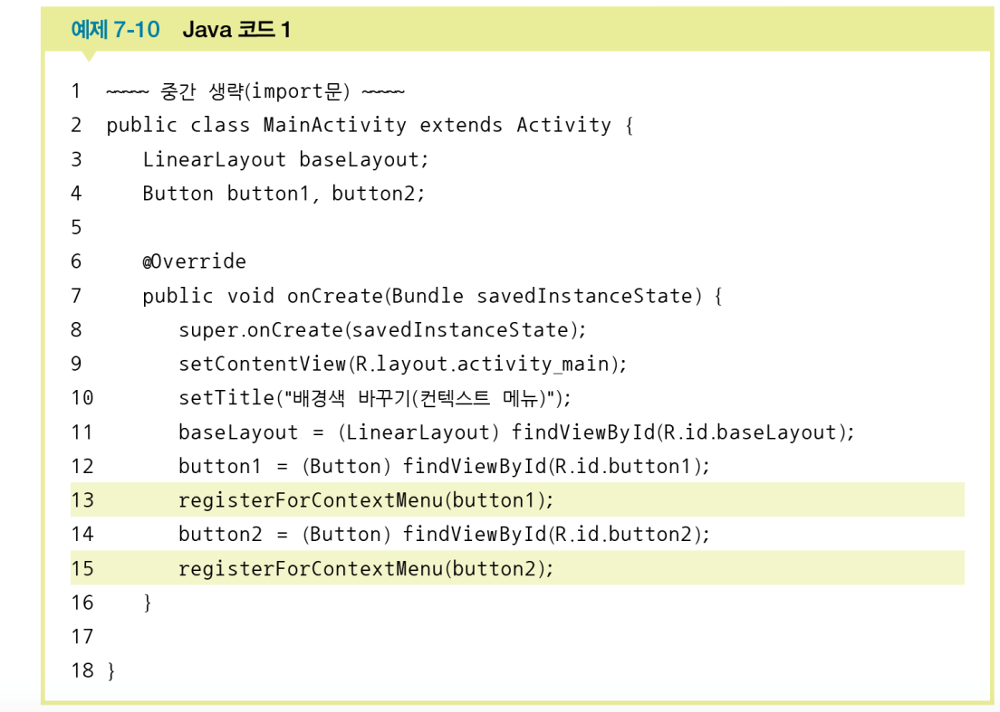 예제 7-10 Java 코드 1
1 ~~~~~ 중간 생략(import문) ~~~~~
2 public class MainActivity extends Activity {
3 LinearLayout baseLayout;
4 Button button1, button2;
5
6 @Override
7 public void onCreate(Bundle savedInstanceState) {
8 super.onCreate(savedInstanceState);
9 setContentView(R.layout.activity_main);
10 setTitle("배경색 바꾸기(컨텍스트 메뉴)");
11 baseLayout = (LinearLayout) findViewById(R.id.baseLayout);
12 button1 = (Button) findViewById(R.id.button1);
13 registerForContextMenu(button1);
14 button2 = (Button) findViewById(R.id.button2);
15 registerForContextMenu(button2);
16 }
17
18 }